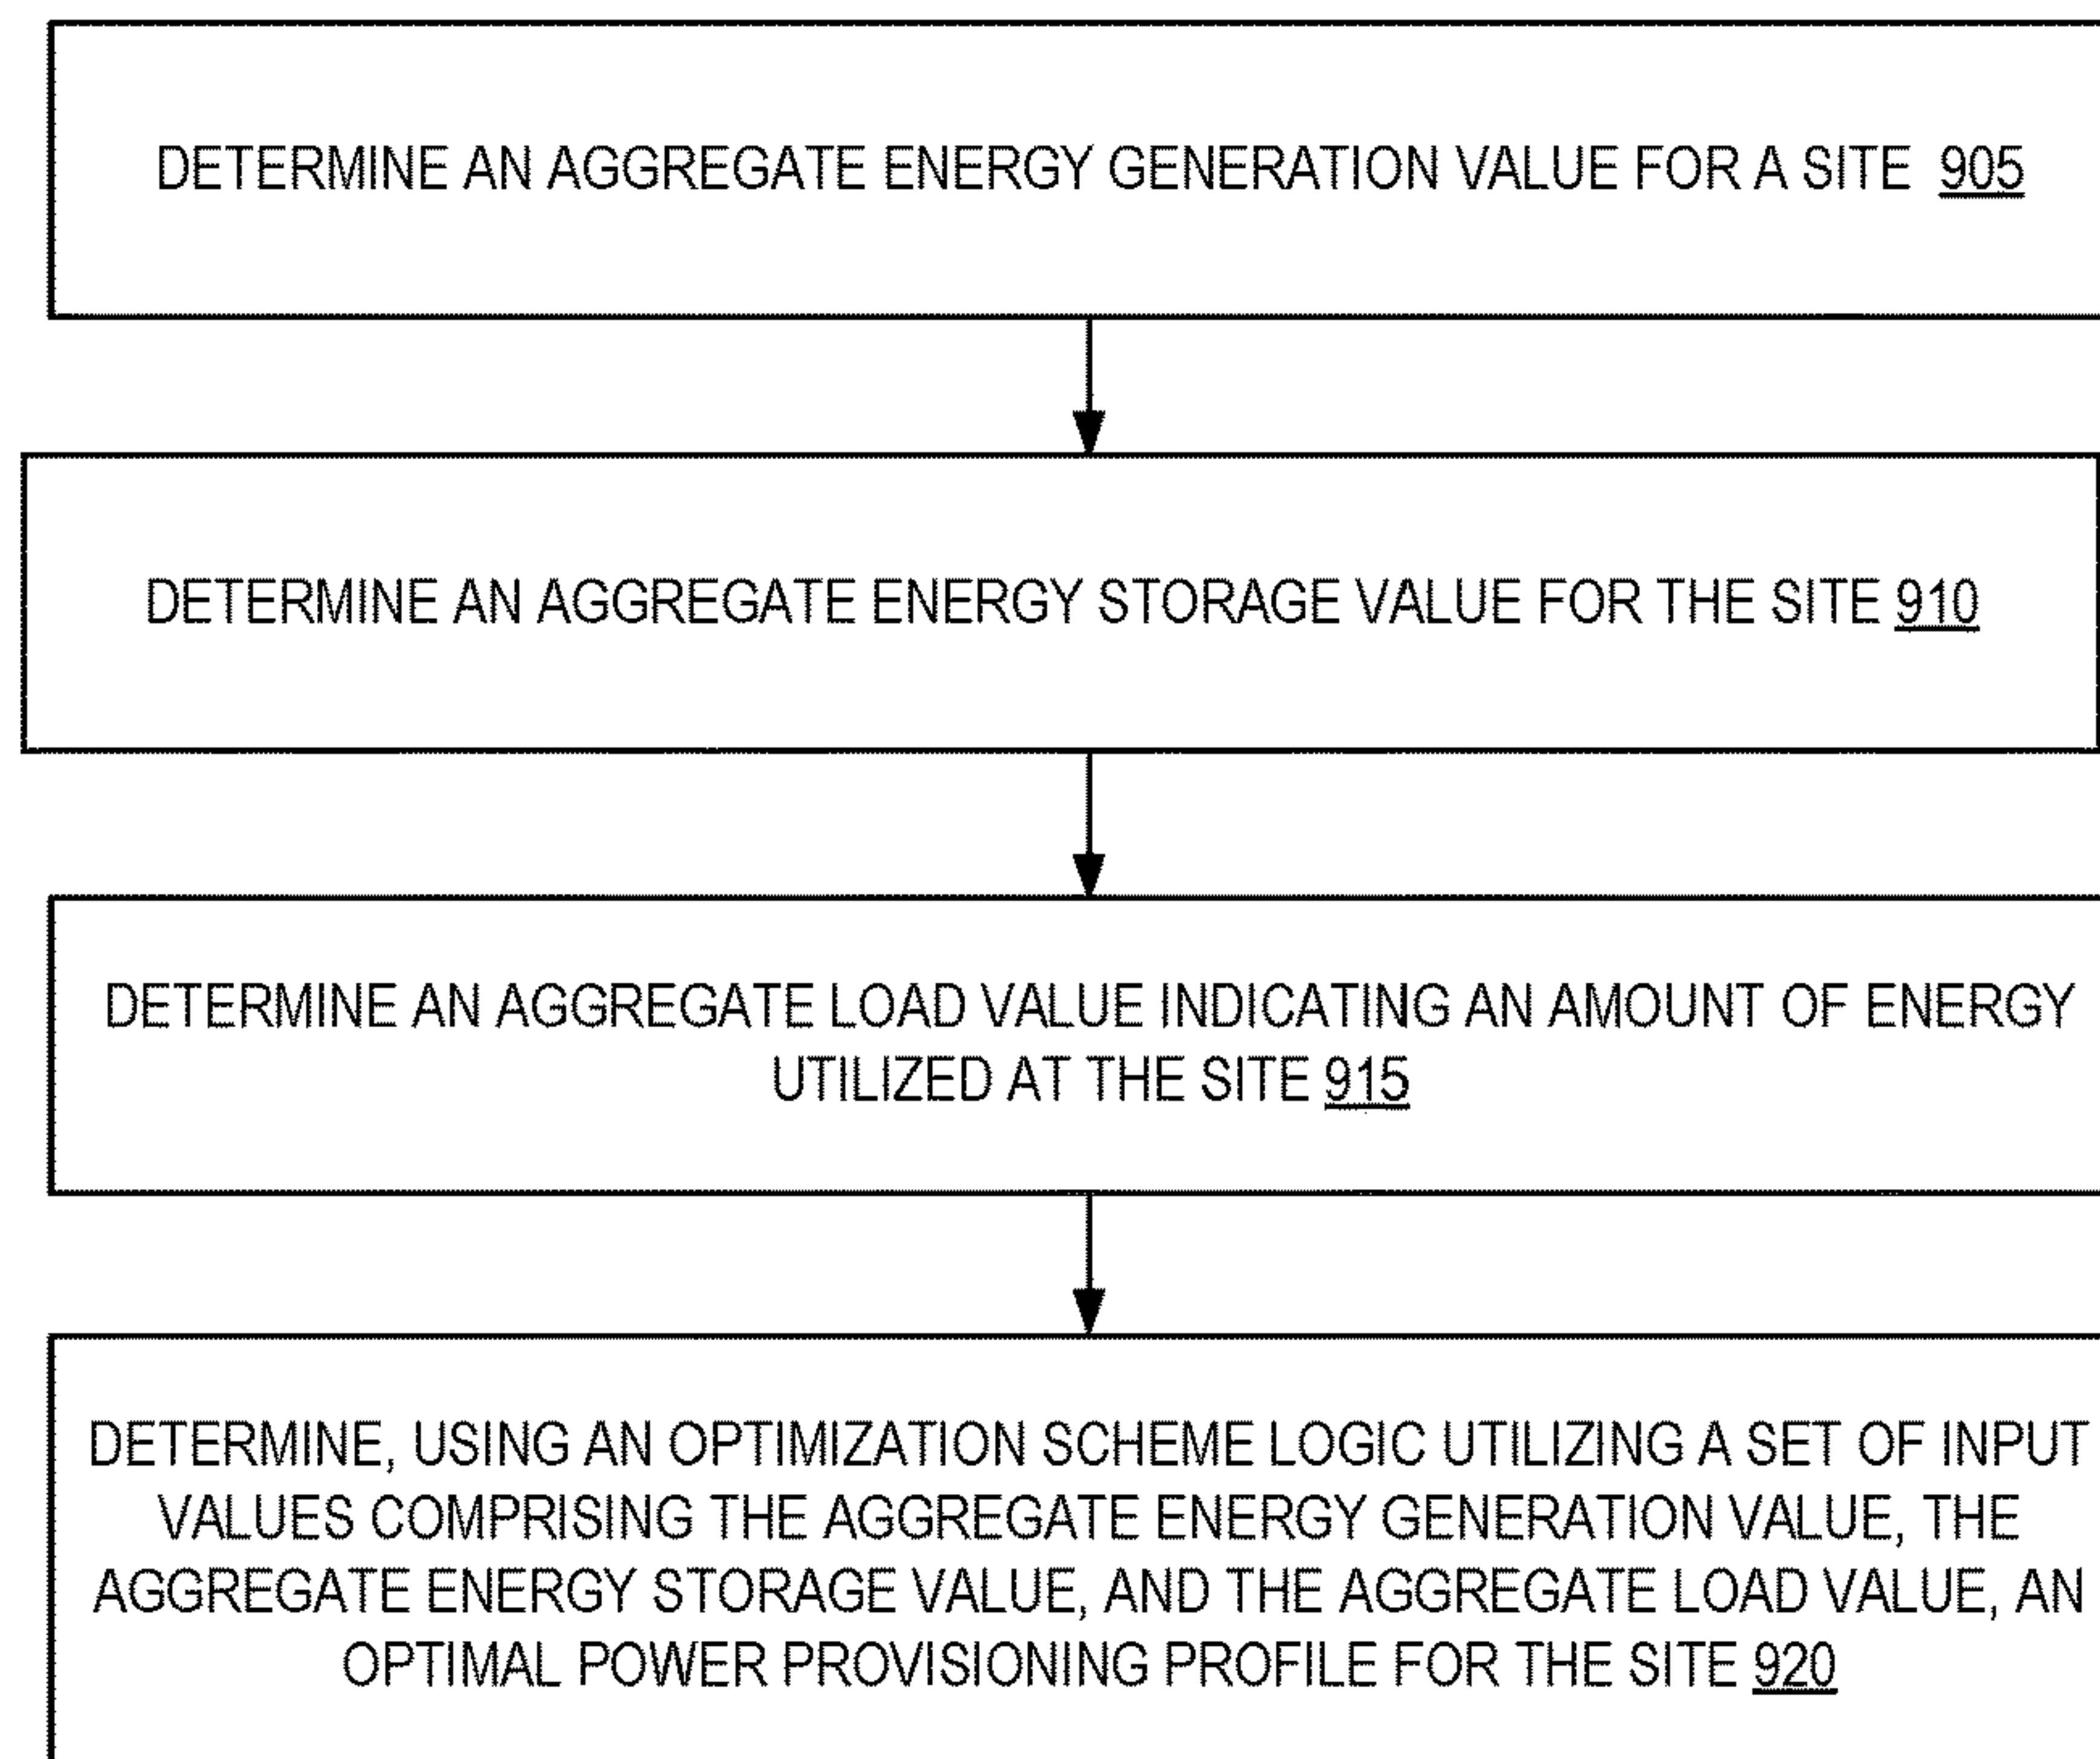 DETERMINE AN AGGREGATE ENERGY GENERATION VALUE FOR A SITE 905
DETERMINE AN AGGREGATE ENERGY STORAGE VALUE FOR THE SITE 910
DETERMINE AN AGGREGATE LOAD VALUE INDICATING AN AMOUNT OF ENERGY
UTILIZED AT THE SITE 915
DETERMINE, USING AN OPTIMIZATION SCHEME LOGIC UTILIZING A SET OF INPUT
VALUES COMPRISING THE AGGREGATE ENERGY GENERATION VALUE, THE
AGGREGATE ENERGY STORAGE VALUE, AND THE AGGREGATE LOAD VALUE, AN
OPTIMAL POWER PROVISIONING PROFILE FOR THE SITE 920